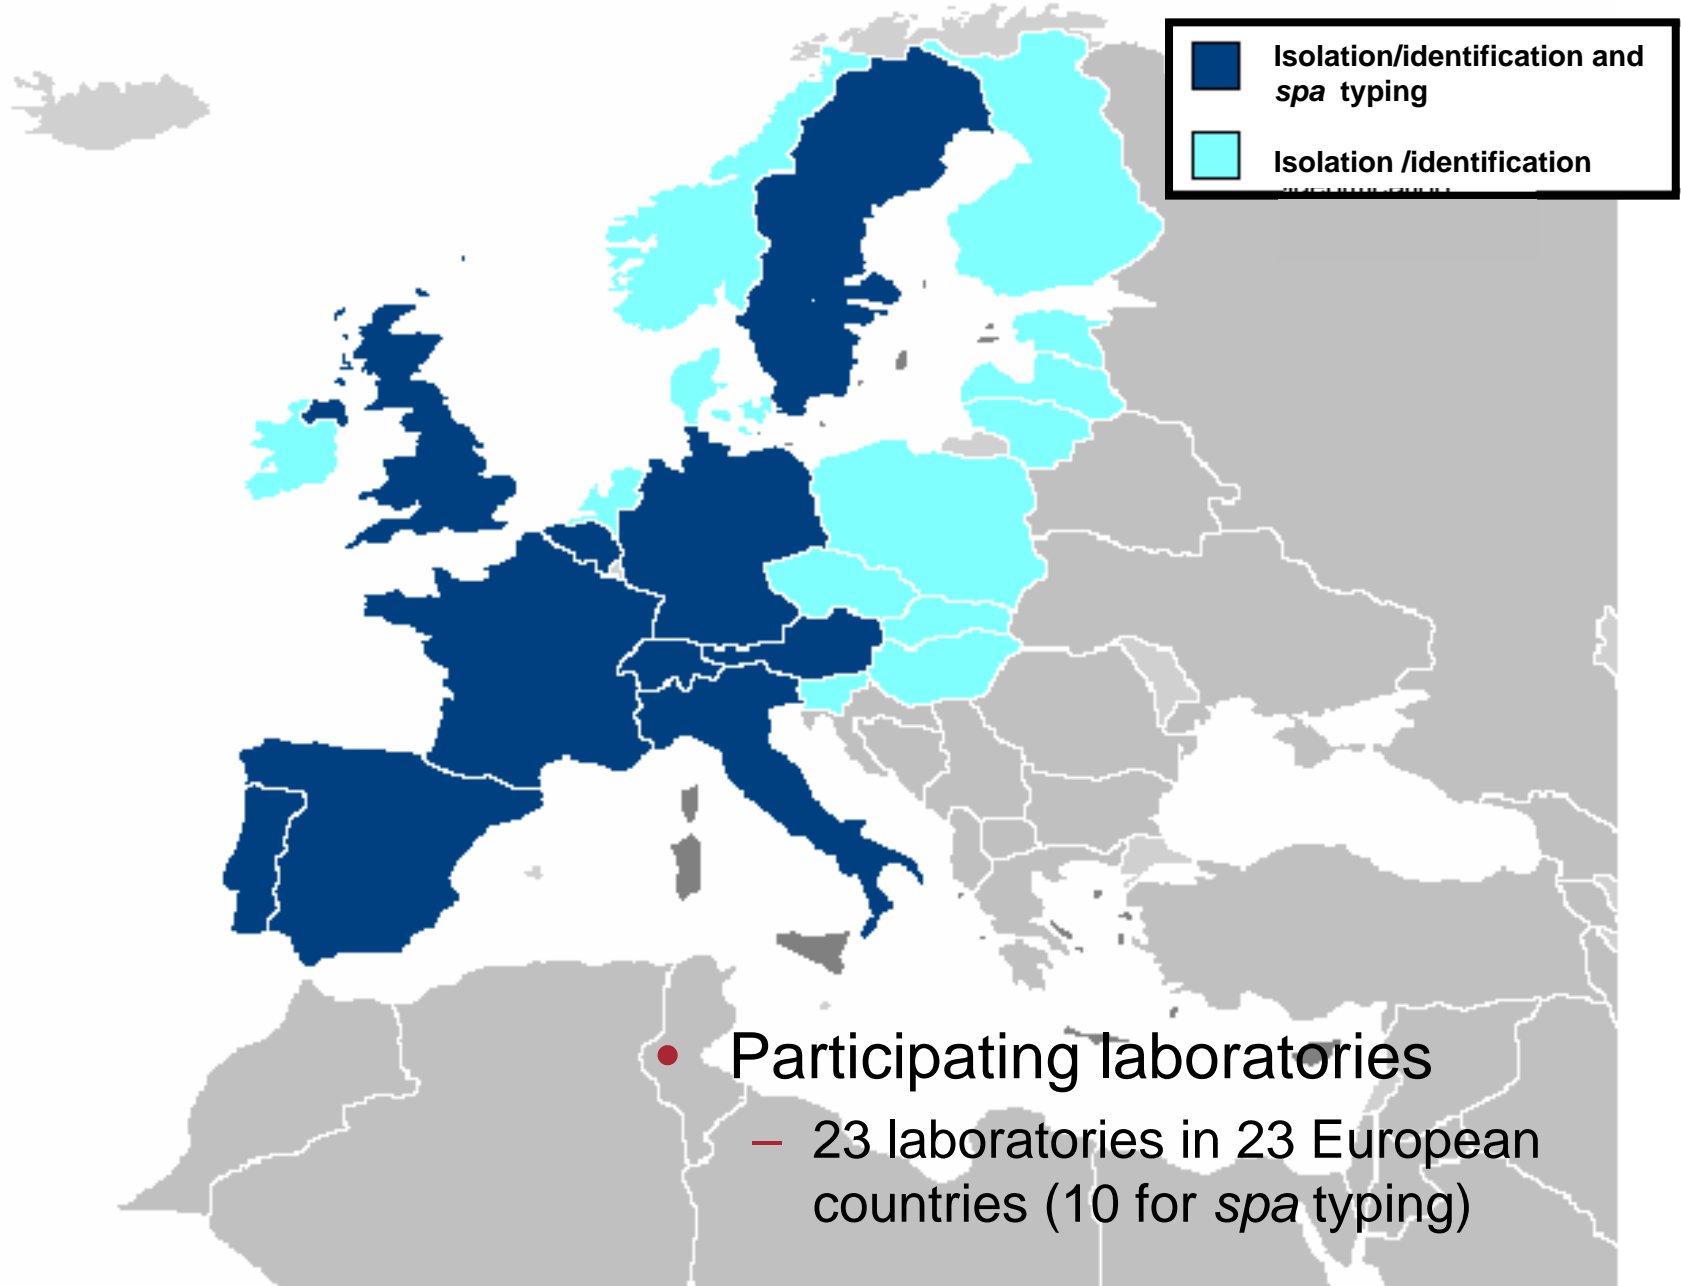 Isolation/identification and
spa typing
Isolation /identification
• Participating laboratories
– 23 laboratories in 23 European
countries (10 for spa typing)